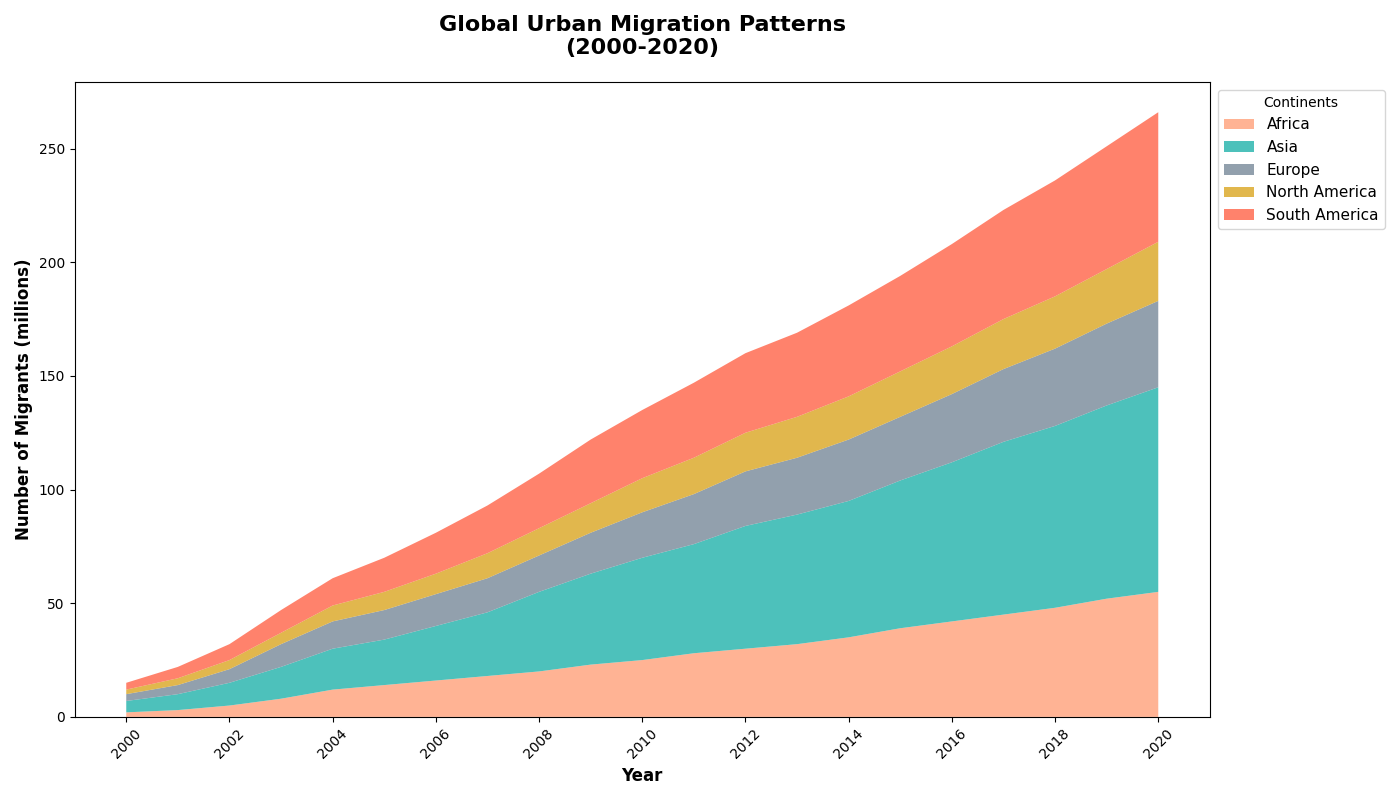 Global Urban Migration Patterns
(2000-2020)
Continents
Africa
Asia
Europe
North America
South America
Number of Migrants (millions)
250
200
150
100
50
0
2000
2002
2004
2006
2008
2010
2012
2014
2016
2018
2020
Year